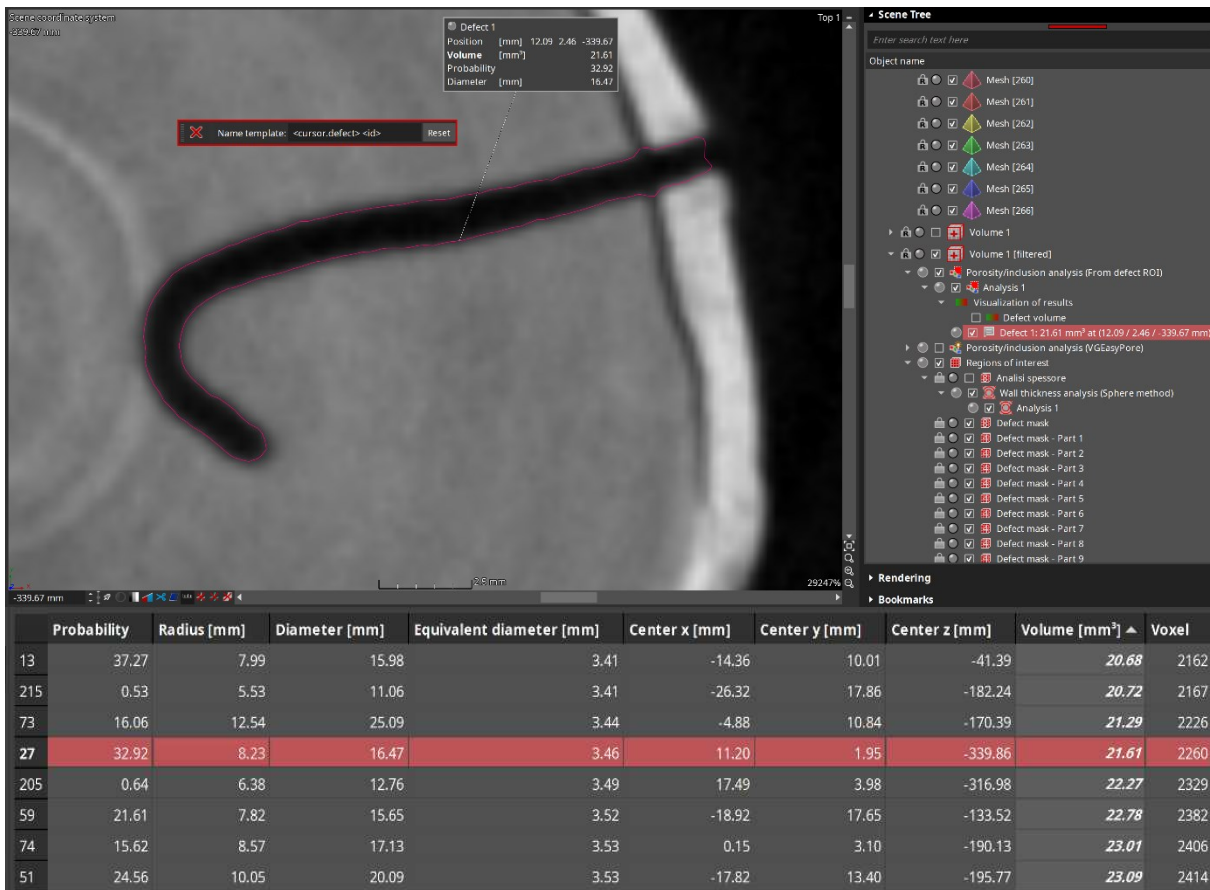 Scene coordinate system
-339.67 mm
Top 1
Defect 1
Position [mm] 12.09 2.46 -339.67
Volume [mm³] 21.61
Probability 32.92
Diameter [mm] 16.47
Name template: <cursor.defect> <id> Reset
2.5 mm
29247%
-339.67 mm
Scene Tree
Enter search text here
Object name
Mesh [260]
Mesh [261]
Mesh [262]
Mesh [263]
Mesh [264]
Mesh [265]
Mesh [266]
Volume 1
Volume 1 [filtered]
Porosity/inclusion analysis (From defect ROI)
Analysis 1
Visualization of results
Defect volume
Defect 1: 21.61 mm³ at (12.09 / 2.46 / -339.67 mm)
Porosity/inclusion analysis (VGEasyPore)
Regions of interest
Analisi spessore
Wall thickness analysis (Sphere method)
Analysis 1
Defect mask
Defect mask - Part 1
Defect mask - Part 2
Defect mask - Part 3
Defect mask - Part 4
Defect mask - Part 5
Defect mask - Part 6
Defect mask - Part 7
Defect mask - Part 8
Defect mask - Part 9
Rendering
Bookmarks
Probability Radius [mm] Diameter [mm] Equivalent diameter [mm] Center x [mm] Center y [mm] Center z [mm] Volume [mm³] Voxel
13 37.27 7.99 15.98 3.41 -14.36 10.01 -41.39 20.68 2162
215 0.53 5.53 11.06 3.41 -26.32 17.86 -182.24 20.72 2167
73 16.06 12.54 25.09 3.44 -4.88 10.84 -170.39 21.29 2226
27 32.92 8.23 16.47 3.46 11.20 1.95 -339.86 21.61 2260
205 0.64 6.38 12.76 3.49 17.49 3.98 -316.98 22.27 2329
59 21.61 7.82 15.65 3.52 -18.92 17.65 -133.52 22.78 2382
74 15.62 8.57 17.13 3.53 0.15 3.10 -190.13 23.01 2406
51 24.56 10.05 20.09 3.53 -17.82 13.40 -195.77 23.09 2414